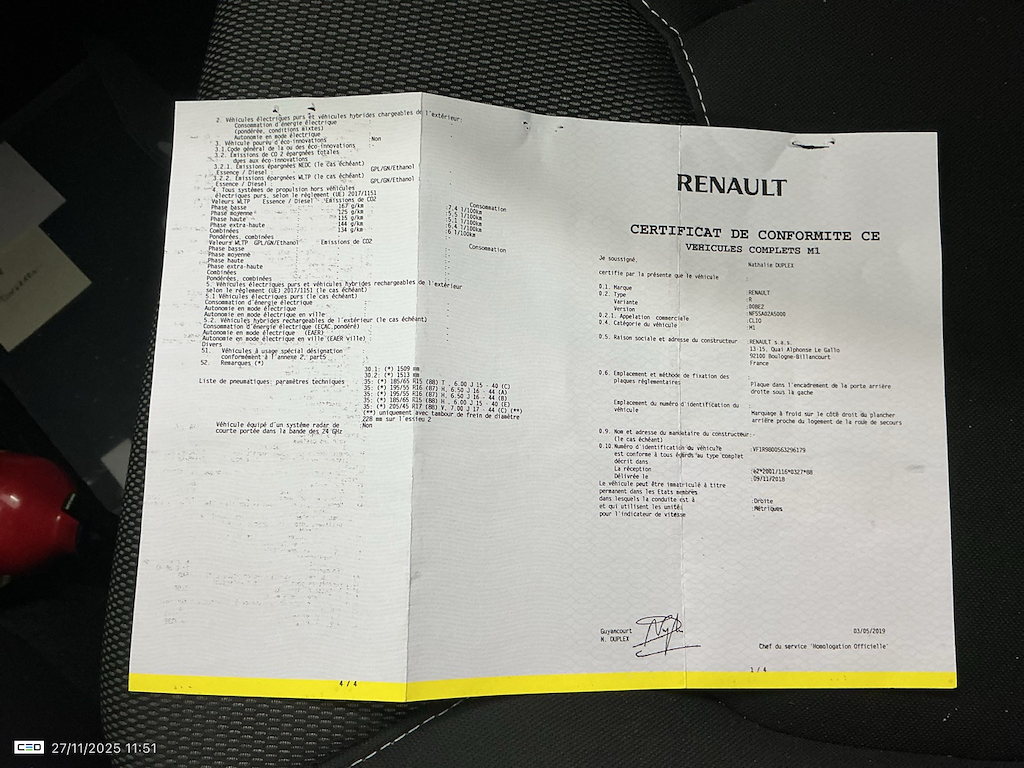 2. Véhicules électriques purs et véhicules hybrides chargeables de l'extérieur:
Consommation d'énergie électrique
(pondérée, conditions mixtes)
Autonomie en mode électrique
3. Véhicule pourvu d'éco-innovations :Non
3.1.Code général de la ou des éco-innovations :-
3.2. Emissions de CO 2 épargnées totales
dues aux éco-innovations
3.2.1. Emissions épargnées NEDC (le cas échéant)
Essence / Diesel : GPL/GN/Ethanol :
3.2.2. Emissions épargnées WLTP (le cas échéant)
Essence / Diesel : GPL/GN/Ethanol :
4. Tous systèmes de propulsion hors véhicules
électriques purs, selon le règlement (UE) 2017/1151
Valeurs WLTP Essence / Diesel :Emissions de CO2 Consommation
Phase basse : 167 g/km :7.4 l/100km
Phase moyenne : 125 g/km :5.5 l/100km
Phase haute : 115 g/km :5.1 l/100km
Phase extra-haute : 144 g/km :6.4 l/100km
Combinées : 134 g/km :6 l/100km
Pondérées, combinées
Valeurs WLTP GPL/GN/Ethanol Emissions de CO2 Consommation
Phase basse
Phase moyenne
Phase haute
Phase extra-haute
Combinées
Pondérées, combinées
5. Véhicules électriques purs et véhicules hybrides rechargeables de l'extérieur
selon le règlement (UE) 2017/1151 (le cas échéant)
5.1 Véhicules électriques purs (le cas échéant)
Consommation d'énergie électrique
Autonomie en mode électrique
Autonomie en mode électrique en ville
5.2. Véhicules hybrides rechargeables de l'extérieur (le cas échéant)
Consommation d'énergie électrique (ECAC,pondéré)
Autonomie en mode électrique (EAER)
Autonomie en mode électrique en ville (EAER ville)
Divers
51. Véhicules à usage spécial désignation
conformément à l'annexe 2, part5
52. Remarques (*)
30.1: (*) 1509 mm
30.2: (*) 1513 mm
Liste de pneumatiques: paramètres techniques :35: (*) 185/65 R15 (88) T , 6.00 J 15 - 40 (C)
:35: (*) 195/55 R16 (87) H, 6.50 J 16 - 44 (A)
:35: (*) 195/55 R16 (87) H, 6.50 J 16 - 44 (B)
:35: (*) 185/65 R15 (88) H , 6.00 J 15 - 40 (E)
:35: (*) 205/45 R17 (88) V, 7.00 J 17 - 44 (C) (**)
(**) uniquement avec tambour de frein de diamètre
228 mm sur l'essieu 2
Véhicule équipé d'un système radar de :Non
courte portée dans la bande des 24 GHz
4 / 4
RENAULT
CERTIFICAT DE CONFORMITE CE
VEHICULES COMPLETS M1
Je soussigné, Nathalie DUPLEX
certifie par la présente que le véhicule
0.1. Marque :RENAULT
0.2. Type :R
Variante
Version :NF5SA02AS000
0.2.1. Appelation commerciale :CLIO
0.4. Catégorie du véhicule :M1
0.5. Raison sociale et adresse du constructeur :RENAULT s.a.s.
13-15, Quai Alphonse Le Gallo
92100 Boulogne-Billancourt
France
0.6. Emplacement et méthode de fixation des
plaques réglementaires :Plaque dans l'encadrement de la porte arrière
droite sous la gache
Emplacement du numéro d'identification du
véhicule :Marquage à froid sur le côté droit du plancher
arrière proche du logement de la roue de secours
0.9. Nom et adresse du mandataire du constructeur:-
(le cas échéant)
0.10.Numéro d'identification du véhicule :VF1R9800563296179
est conforme à tous égards au type complet
décrit dans
La réception :e2*2001/116*0327*88
Délivrée le :09/11/2018
Le véhicule peut être immatriculé à titre
permanent dans les Etats membres
dans lesquels la conduite est à :Droite
et qui utilisent les unités :Métriques
pour l'indicateur de vitesse
Guyancourt
N. DUPLEX
03/05/2019
Chef du service 'Homologation Officielle'
1 / 4
CEO 27/11/2025 11:51